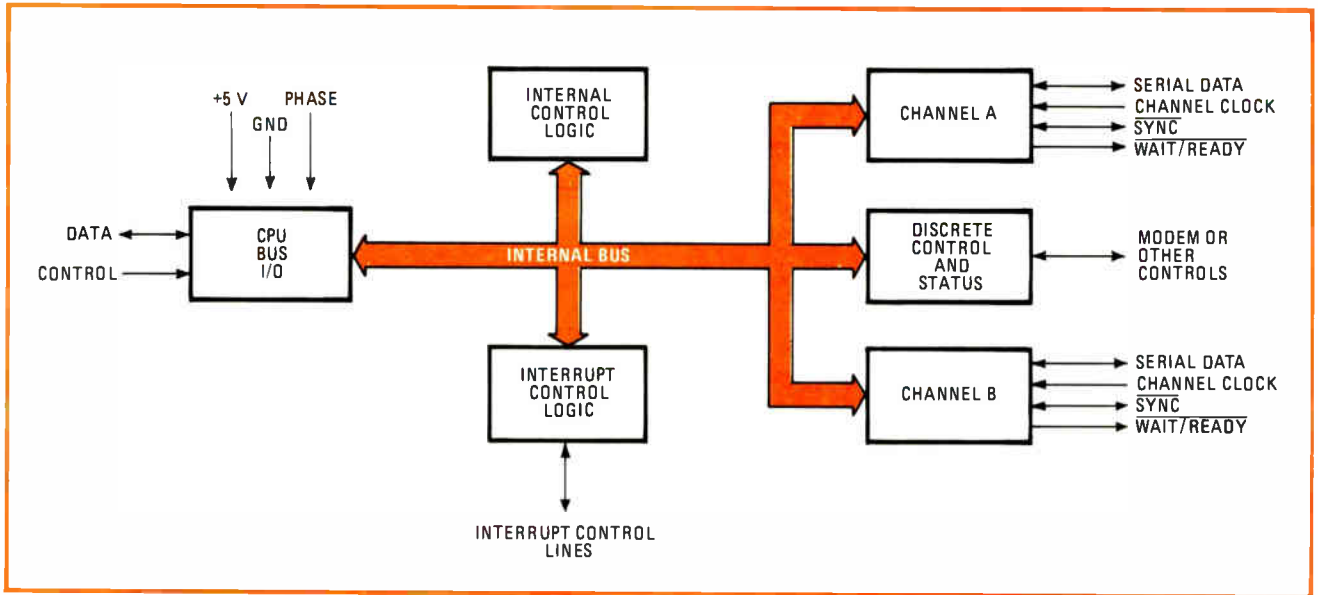 +5 V
PHASE
GND
DATA
CONTROL
CPU
BUS
I/O
INTERNAL
CONTROL
LOGIC
INTERNAL BUS
INTERRUPT
CONTROL
LOGIC
INTERRUPT CONTROL
LINES
CHANNEL A
SERIAL DATA
CHANNEL CLOCK
SYNC
WAIT/READY
DISCRETE
CONTROL
AND
STATUS
MODEM OR
OTHER
CONTROLS
CHANNEL B
SERIAL DATA
CHANNEL CLOCK
SYNC
WAIT/READY